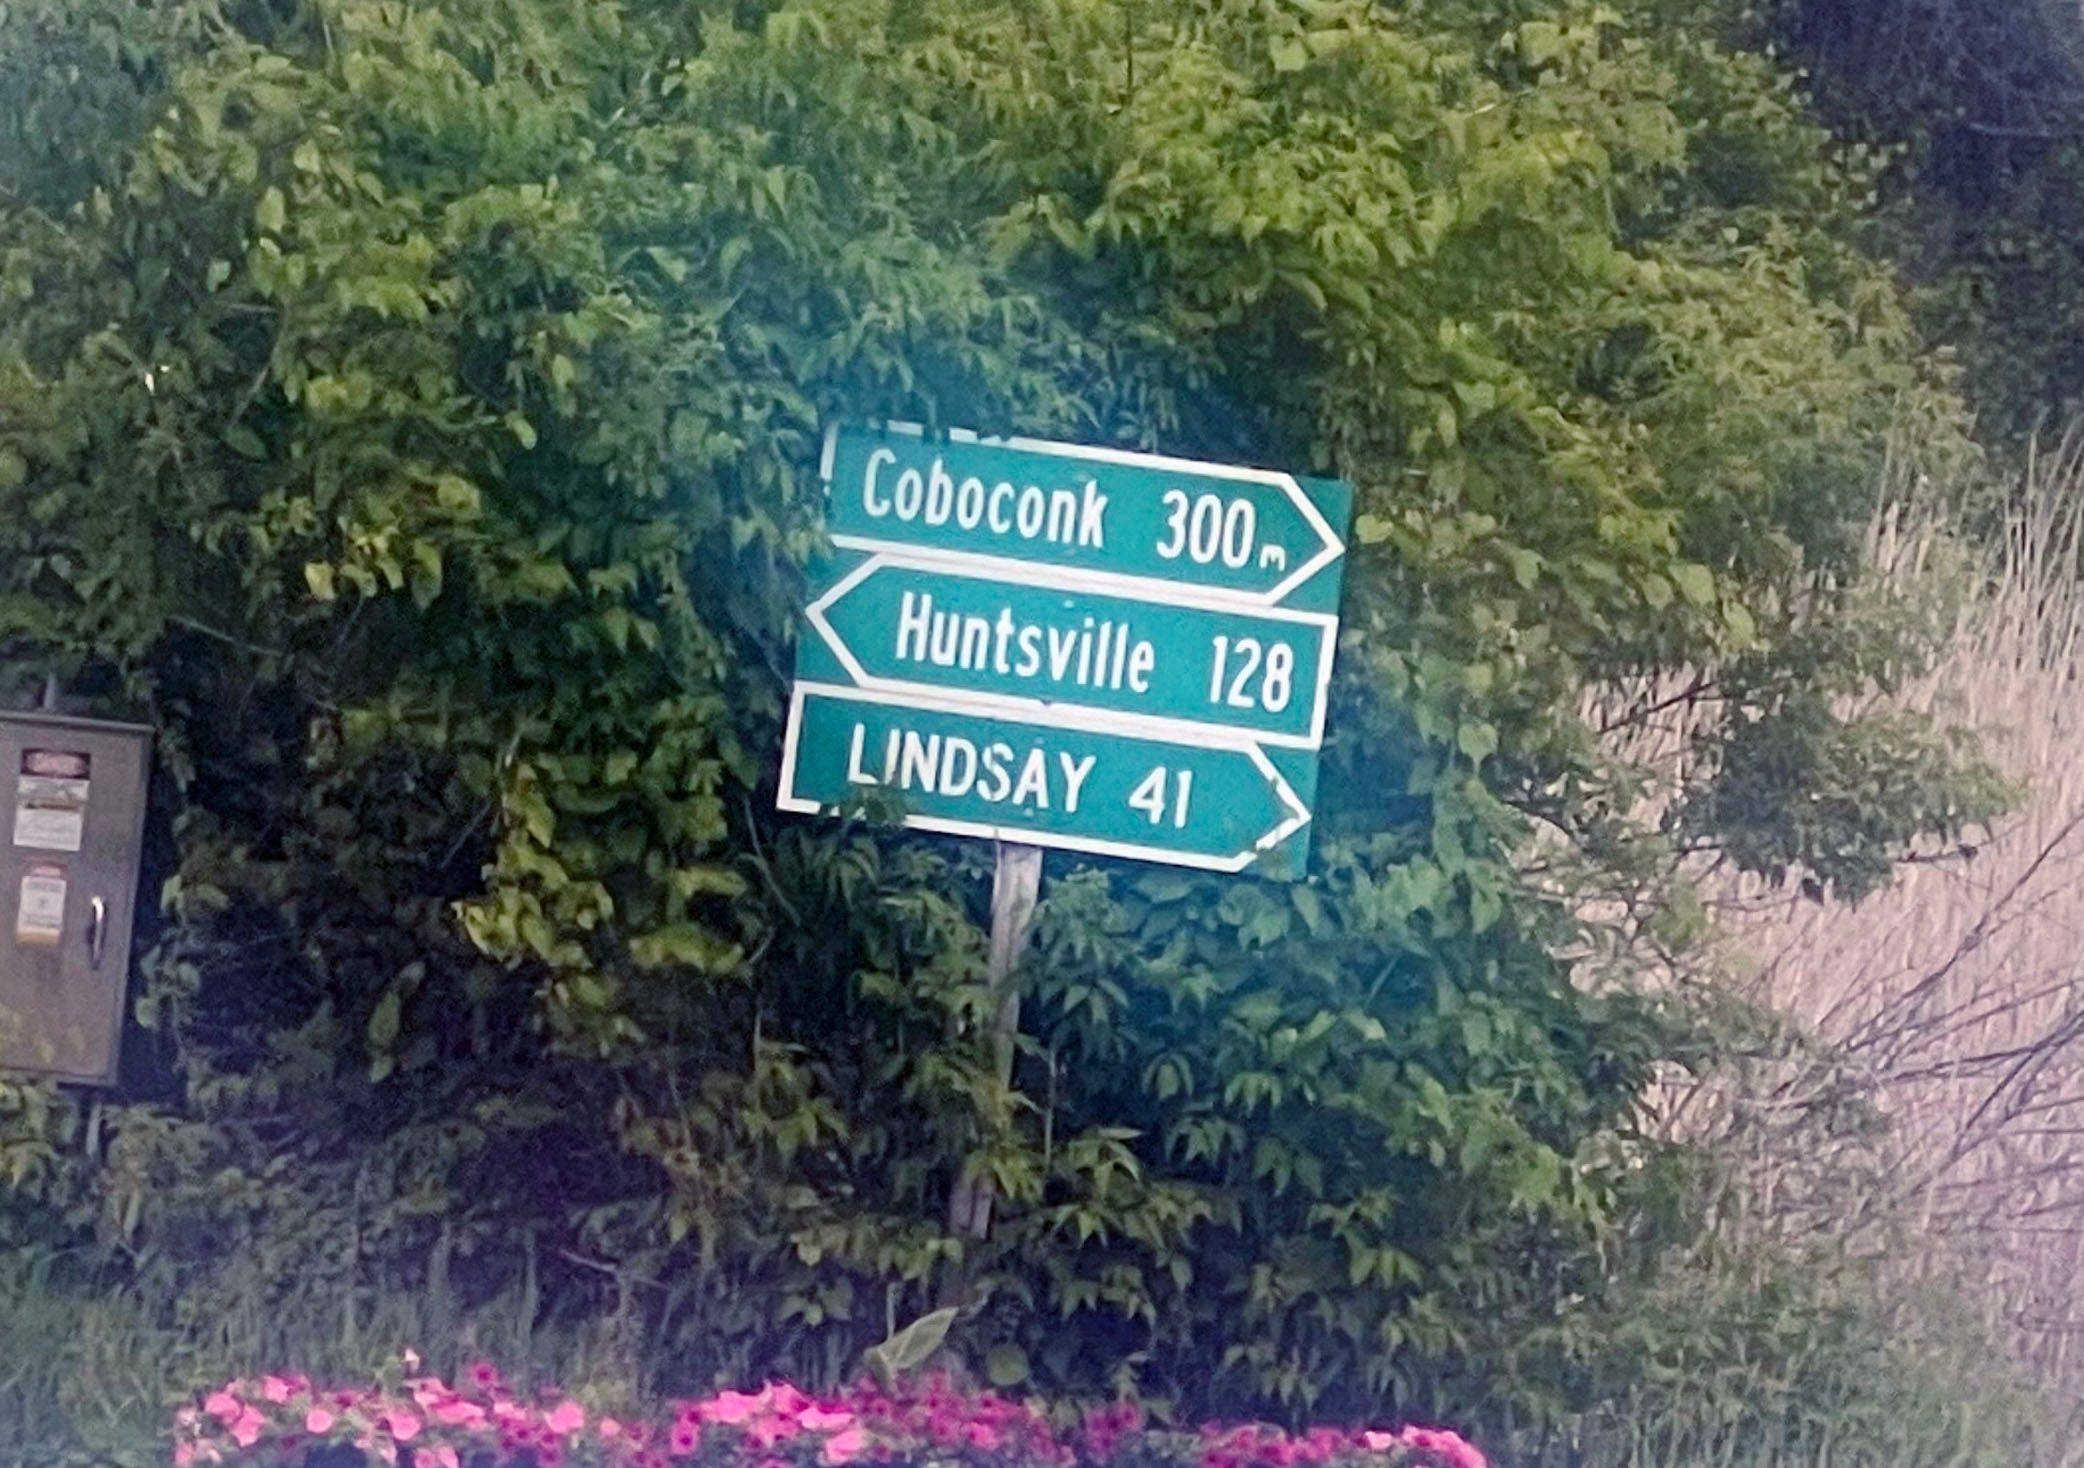 Coboconk 300m
Huntsville 128
LINDSAY 41